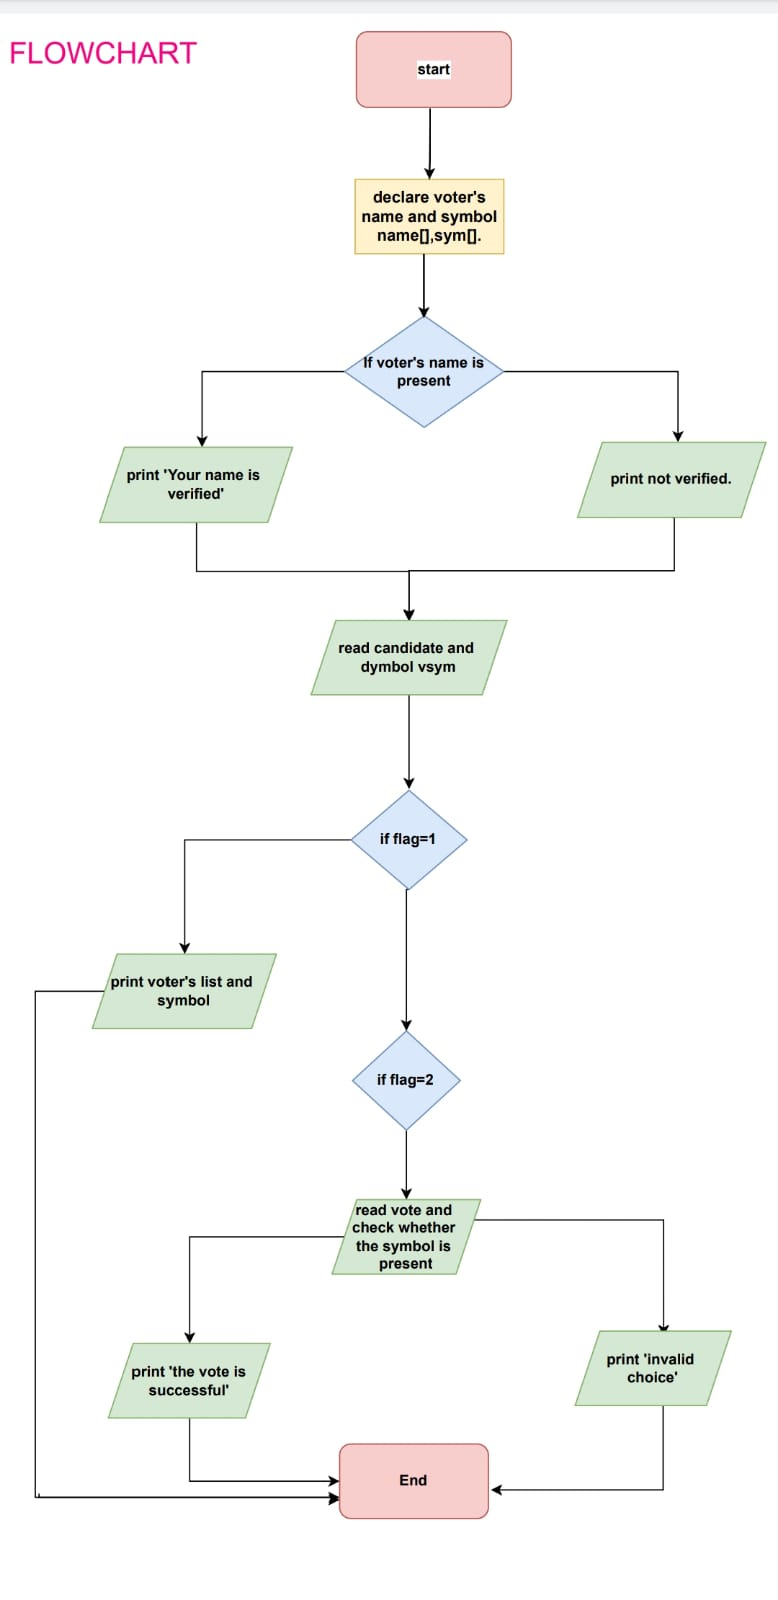 FLOWCHART
start
declare voter's
name and symbol
name[],sym[].
If voter's name is
present
print 'Your name is
verified'
print not verified.
read candidate and
dymbol vsym
if flag=1
print voter's list and
symbol
if flag=2
read vote and
check whether
the symbol is
present
print 'the vote is
successful'
print 'invalid
choice'
End